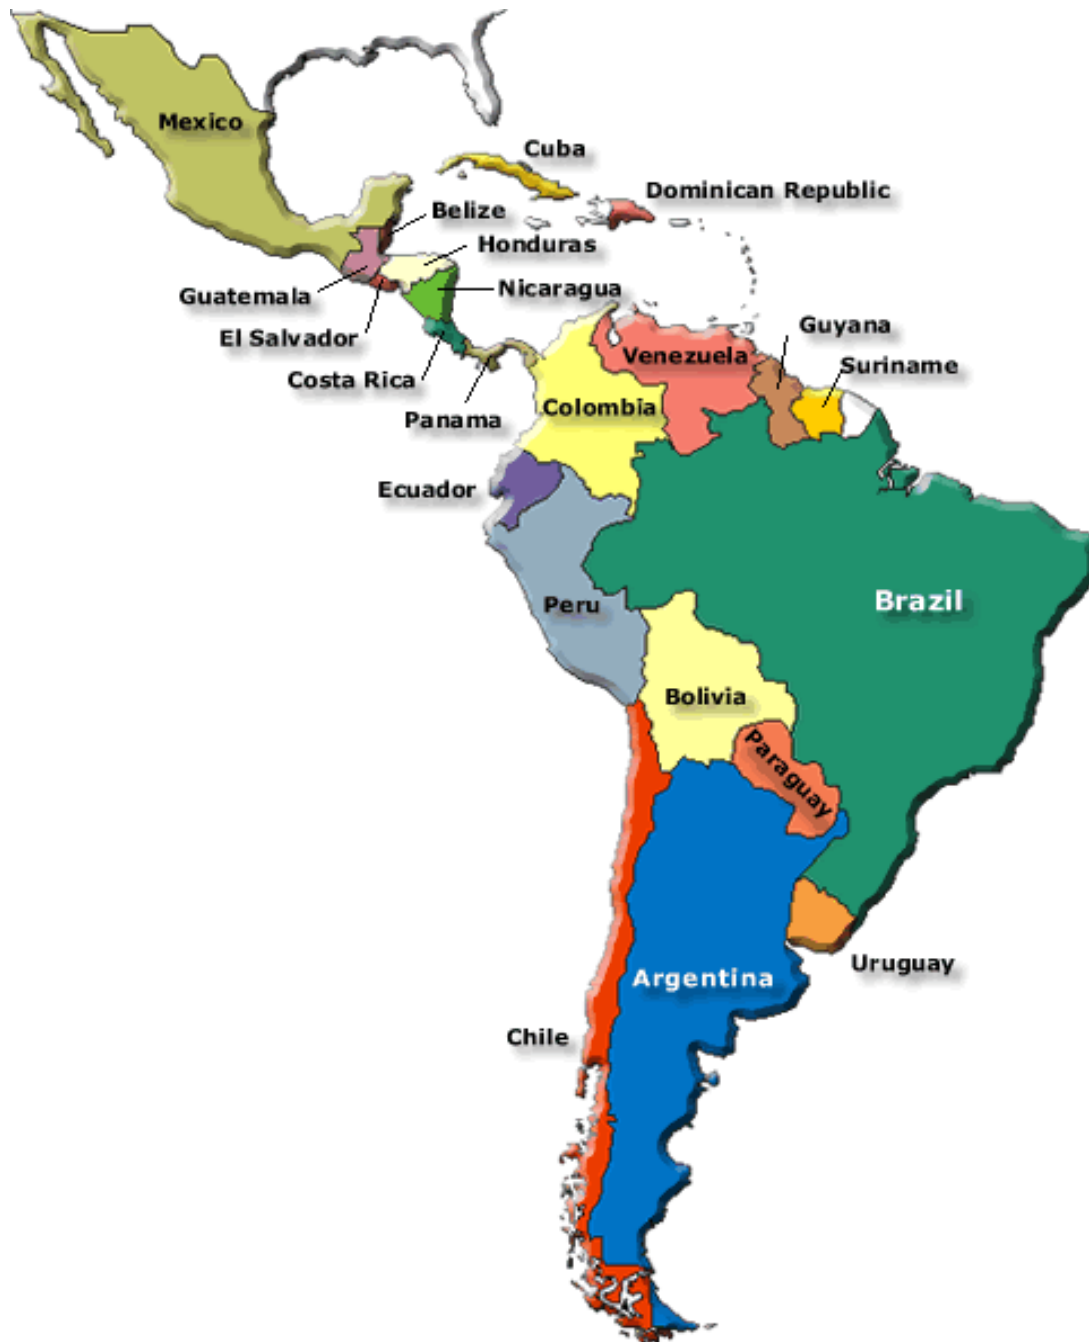 Mexico
Cuba
Dominican Republic
Belize
Honduras
Guatemala
Nicaragua
El Salvador
Guyana
Venezuela
Suriname
Costa Rica
Colombia
Panama
Ecuador
Brazil
Peru
Bolivia
Paraguay
Uruguay
Argentina
Chile